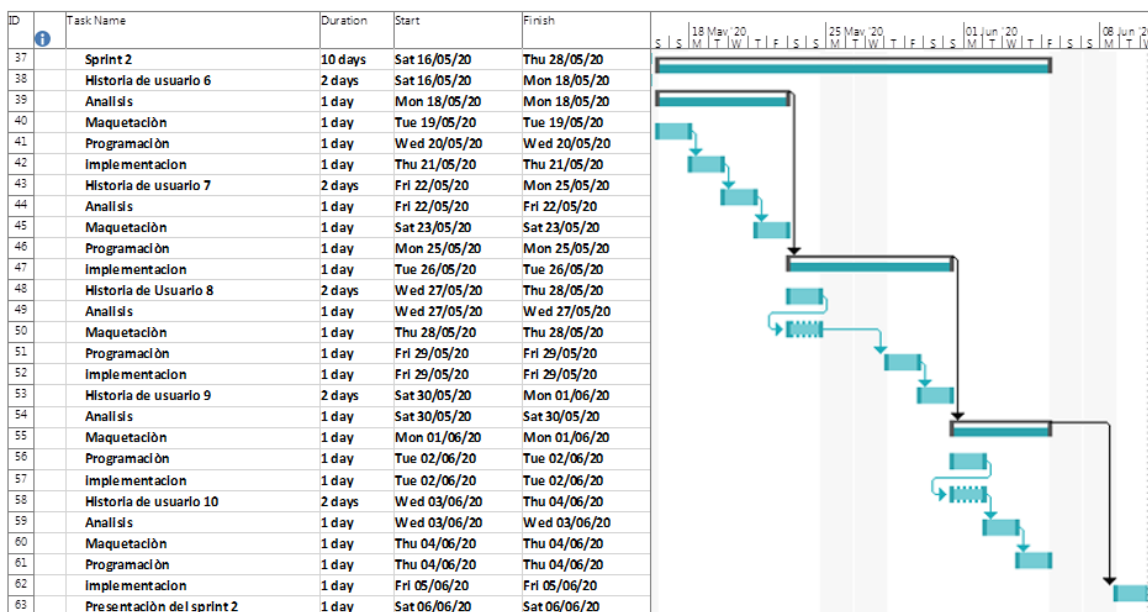 ID Task Name Duration Start Finish
18 May '20 25 May '20 01 Jun '20 08 Jun '2
S S M T W T F S S M T W T F S S M T W T F S S M T W
37 Sprint 2 10 days Sat 16/05/20 Thu 28/05/20
38 Historia de usuario 6 2 days Sat 16/05/20 Mon 18/05/20
39 Analisis 1 day Mon 18/05/20 Mon 18/05/20
40 Maquetaciòn 1 day Tue 19/05/20 Tue 19/05/20
41 Programaciòn 1 day Wed 20/05/20 Wed 20/05/20
42 implementacion 1 day Thu 21/05/20 Thu 21/05/20
43 Historia de usuario 7 2 days Fri 22/05/20 Mon 25/05/20
44 Analisis 1 day Fri 22/05/20 Fri 22/05/20
45 Maquetaciòn 1 day Sat 23/05/20 Sat 23/05/20
46 Programaciòn 1 day Mon 25/05/20 Mon 25/05/20
47 implementacion 1 day Tue 26/05/20 Tue 26/05/20
48 Historia de Usuario 8 2 days Wed 27/05/20 Thu 28/05/20
49 Analisis 1 day Wed 27/05/20 Wed 27/05/20
50 Maquetaciòn 1 day Thu 28/05/20 Thu 28/05/20
51 Programaciòn 1 day Fri 29/05/20 Fri 29/05/20
52 implementacion 1 day Fri 29/05/20 Fri 29/05/20
53 Historia de usuario 9 2 days Sat 30/05/20 Mon 01/06/20
54 Analisis 1 day Sat 30/05/20 Sat 30/05/20
55 Maquetaciòn 1 day Mon 01/06/20 Mon 01/06/20
56 Programaciòn 1 day Tue 02/06/20 Tue 02/06/20
57 implementacion 1 day Tue 02/06/20 Tue 02/06/20
58 Historia de usuario 10 2 days Wed 03/06/20 Thu 04/06/20
59 Analisis 1 day Wed 03/06/20 Wed 03/06/20
60 Maquetaciòn 1 day Thu 04/06/20 Thu 04/06/20
61 Programaciòn 1 day Thu 04/06/20 Thu 04/06/20
62 implementacion 1 day Fri 05/06/20 Fri 05/06/20
63 Presentaciòn del sprint 2 1 day Sat 06/06/20 Sat 06/06/20